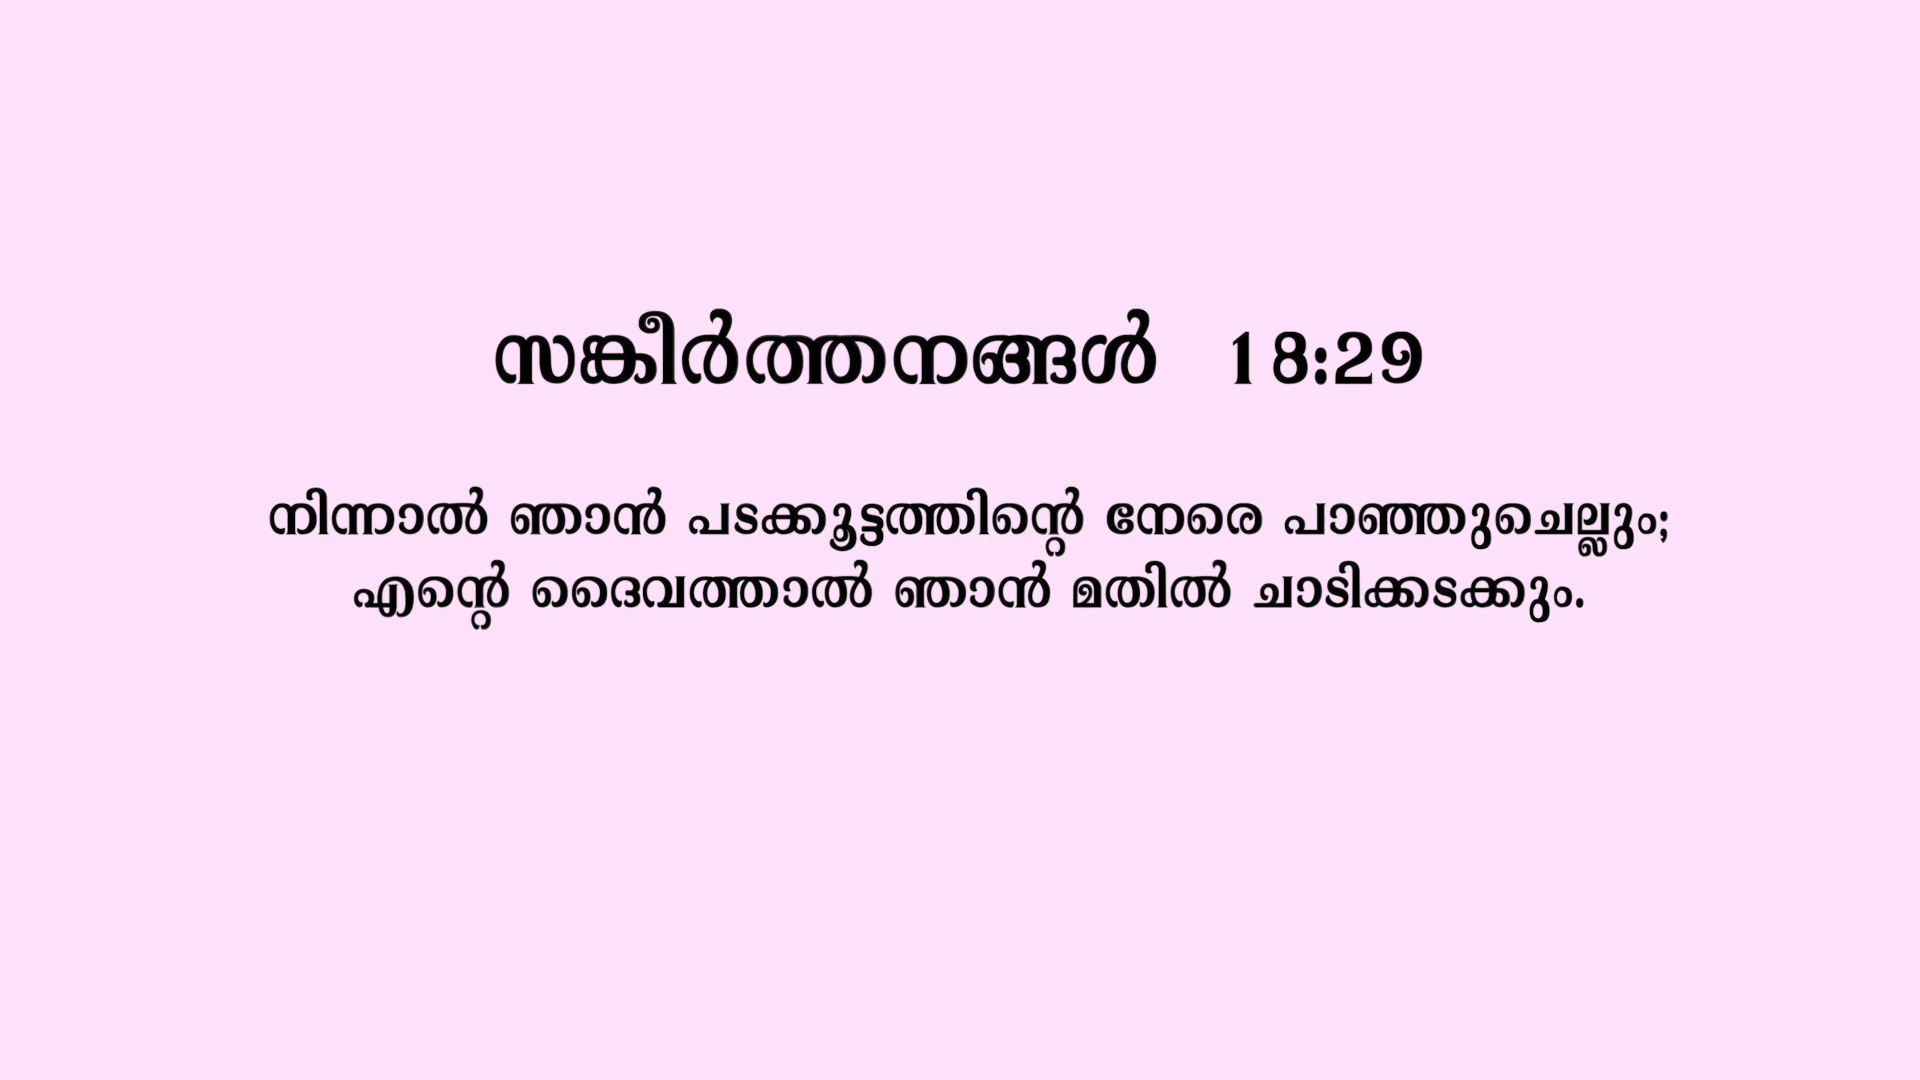 സങ്കീർത്തനങ്ങൾ 18:29
നിന്നാൽ ഞാൻ പടക്കൂട്ടത്തിന്റെ നേരെ പാഞ്ഞുചെല്ലും;
എന്റെ ദൈവത്താൽ ഞാൻ മതിൽ ചാടിക്കടക്കും.